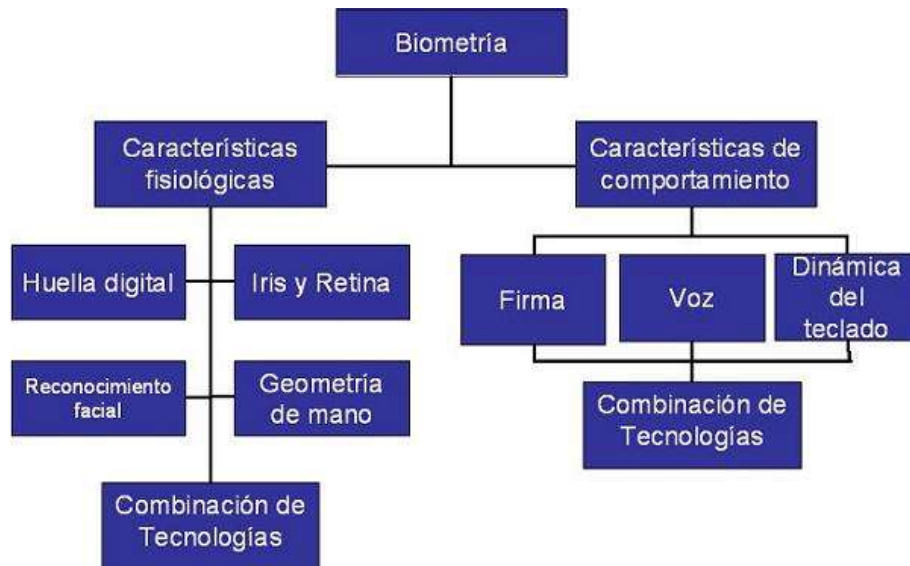 Biometría
Características
fisiológicas
Características de
comportamiento
Huella digital
Iris y Retina
Reconocimiento
facial
Geometría
de mano
Combinación de
Tecnologías
Firma
Voz
Dinámica
del
teclado
Combinación de
Tecnologías